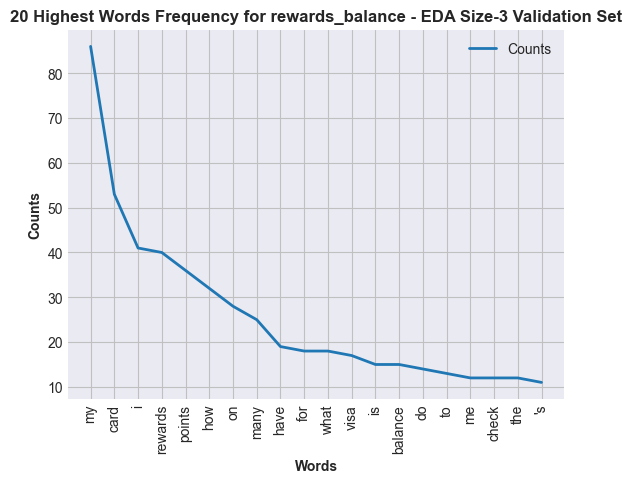 20 Highest Words Frequency for rewards_balance - EDA Size-3 Validation Set
Counts
Counts
80
70
60
50
40
30
20
10
my
card
i
rewards
points
how
on
many
have
for
what
visa
is
balance
do
to
me
check
the
's
Words